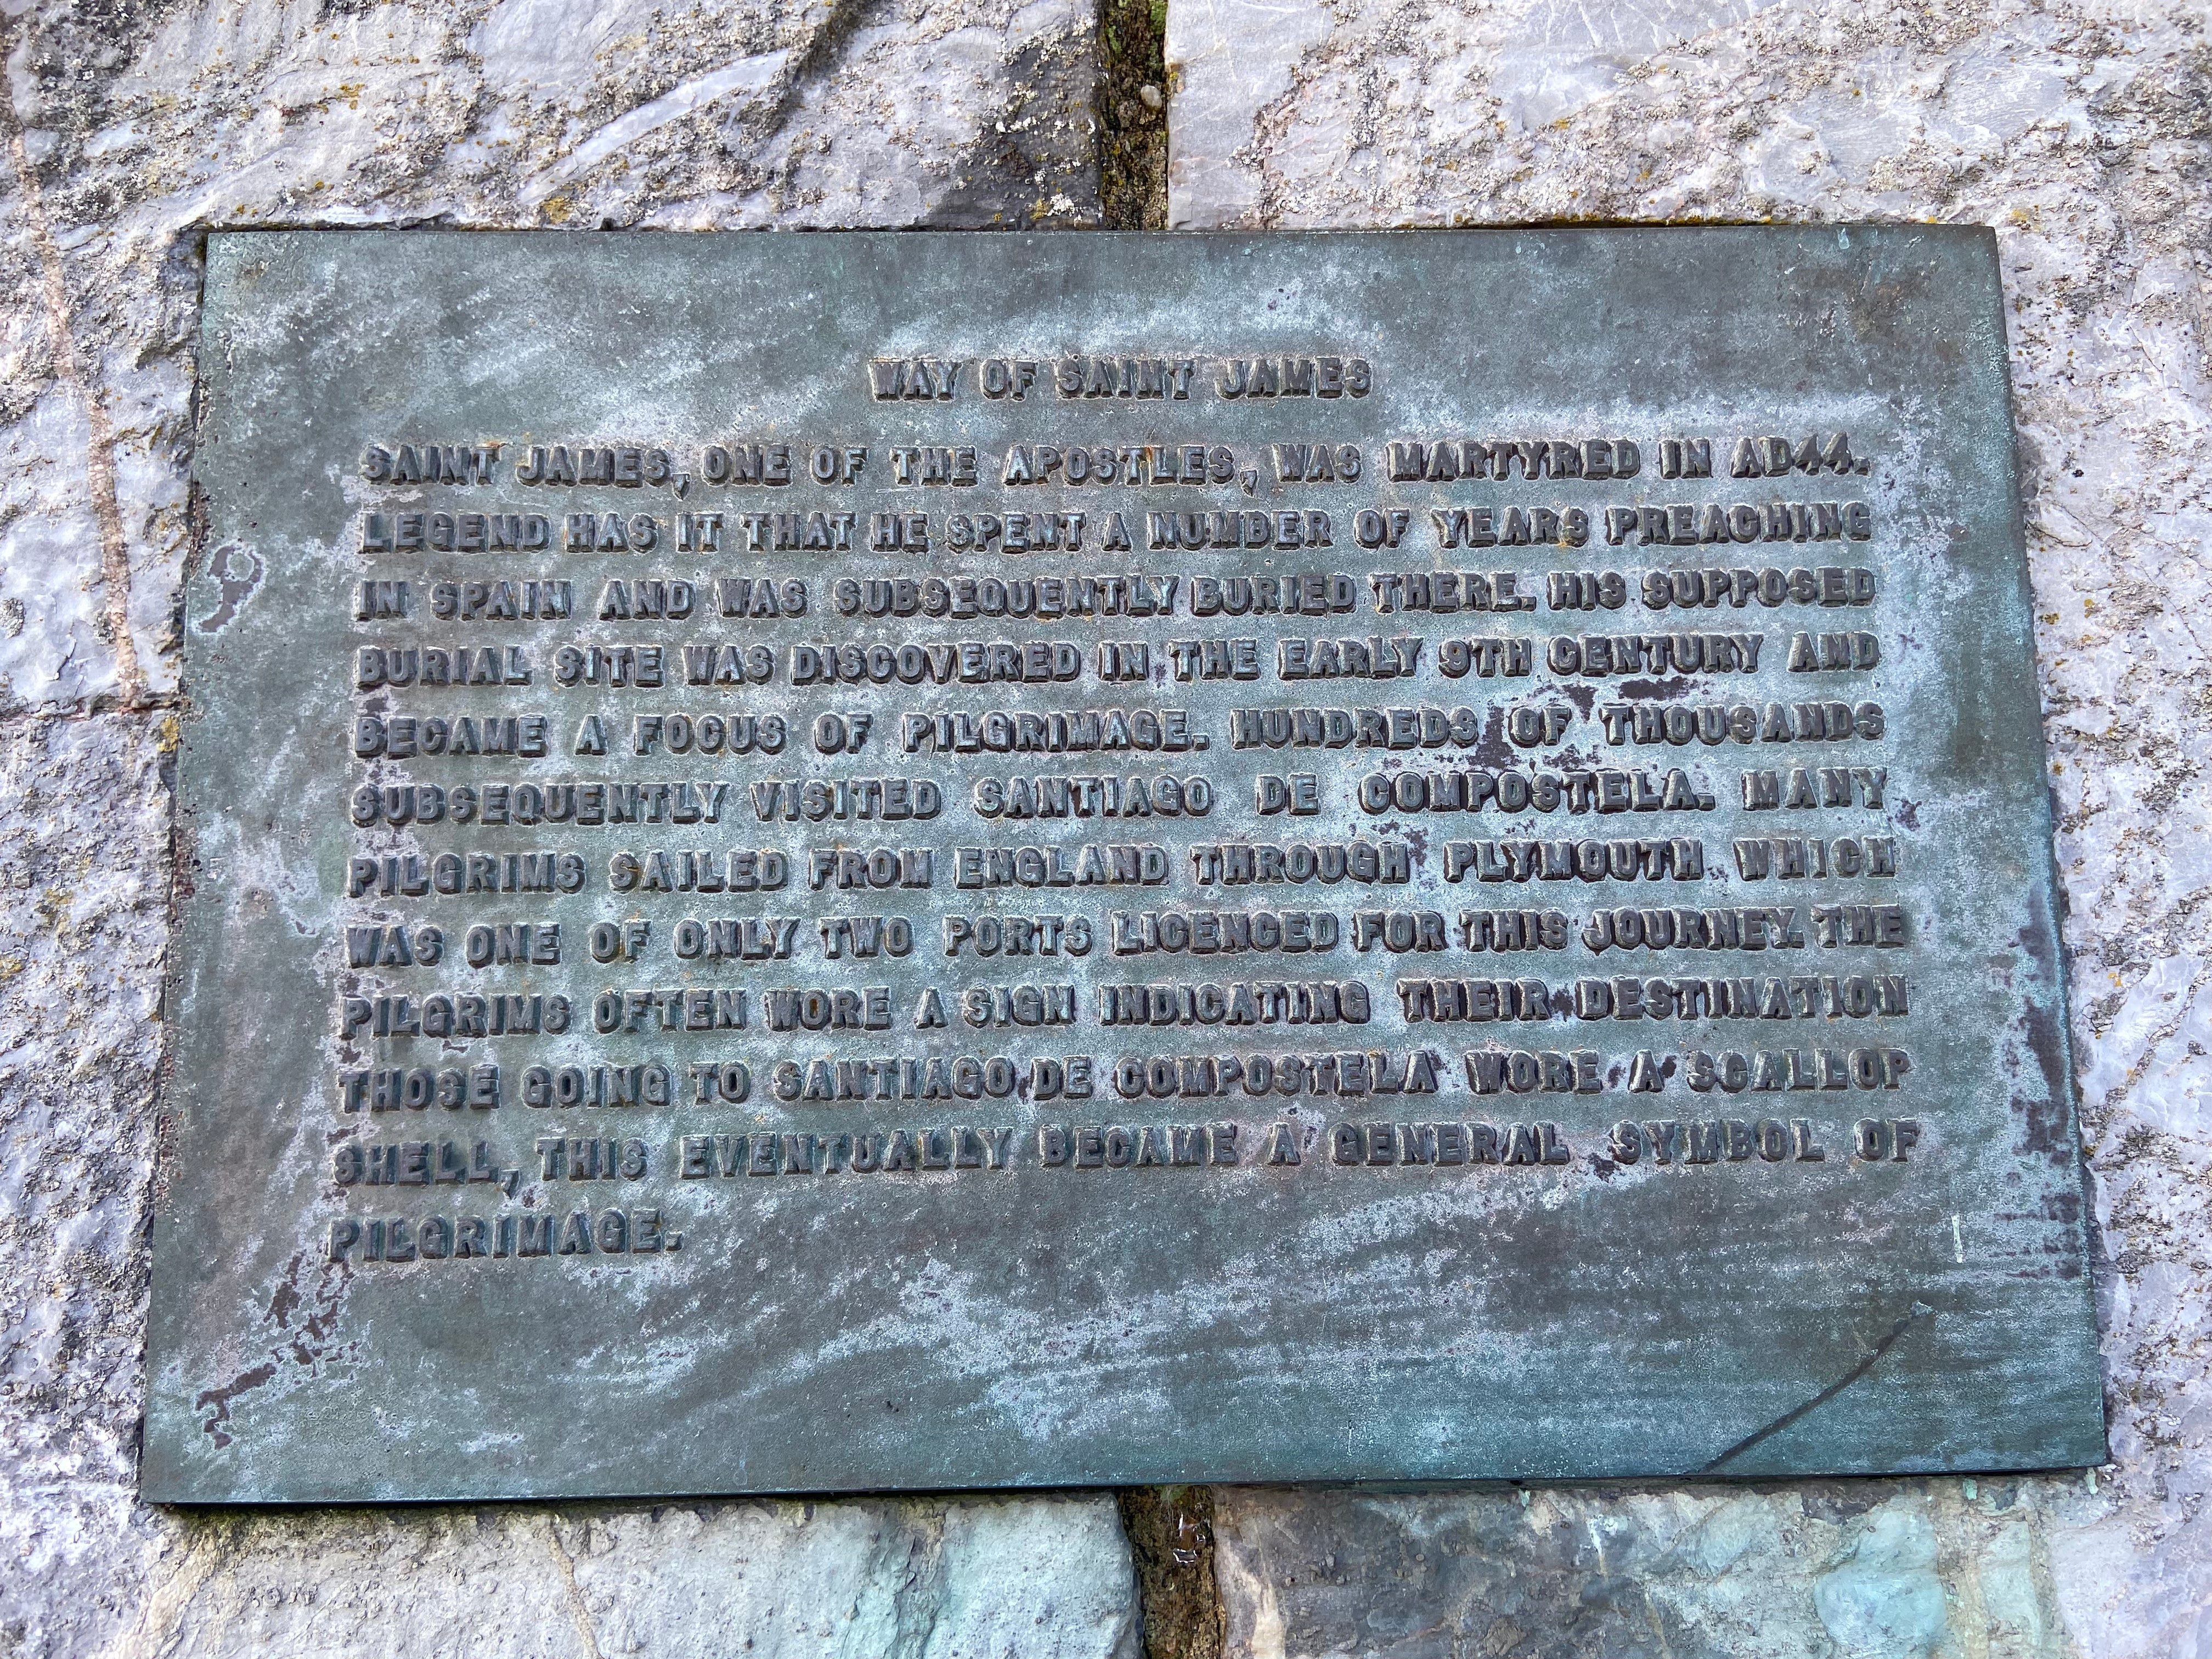 WAY OF SAINT JAMES
SAINT JAMES, ONE OF THE APOSTLES, WAS MARTYRED IN AD44.
LEGEND HAS IT THAT HE SPENT A NUMBER OF YEARS PREACHING
IN SPAIN AND WAS SUBSEQUENTLY BURIED THERE. HIS SUPPOSED
BURIAL SITE WAS DISCOVERED IN THE EARLY 9TH CENTURY AND
BECAME A FOCUS OF PILGRIMAGE. HUNDREDS OF THOUSANDS
SUBSEQUENTLY VISITED SANTIAGO DE COMPOSTELA. MANY
PILGRIMS SAILED FROM ENGLAND THROUGH PLYMOUTH WHICH
WAS ONE OF ONLY TWO PORTS LICENCED FOR THIS JOURNEY. THE
PILGRIMS OFTEN WORE A SIGN INDICATING THEIR DESTINATION
THOSE GOING TO SANTIAGO DE COMPOSTELA WORE A SCALLOP
SHELL, THIS EVENTUALLY BECAME A GENERAL SYMBOL OF
PILGRIMAGE.